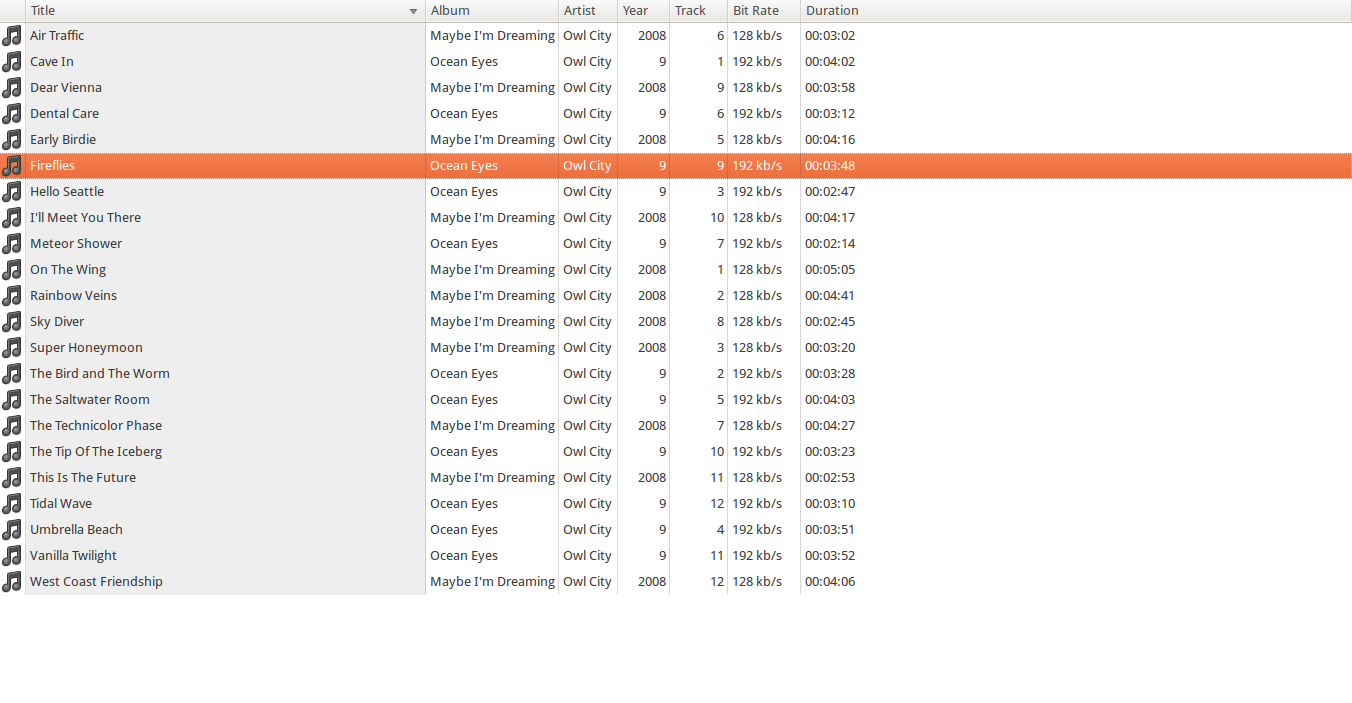 Title Album Artist Year Track Bit Rate Duration
Air Traffic Maybe I'm Dreaming Owl City 2008 6 128 kb/s 00:03:02
Cave In Ocean Eyes Owl City 9 1 192 kb/s 00:04:02
Dear Vienna Maybe I'm Dreaming Owl City 2008 9 128 kb/s 00:03:58
Dental Care Ocean Eyes Owl City 9 6 192 kb/s 00:03:12
Early Birdie Maybe I'm Dreaming Owl City 2008 5 128 kb/s 00:04:16
Fireflies Ocean Eyes Owl City 9 9 192 kb/s 00:03:48
Hello Seattle Ocean Eyes Owl City 9 3 192 kb/s 00:02:47
I'll Meet You There Maybe I'm Dreaming Owl City 2008 10 128 kb/s 00:04:17
Meteor Shower Ocean Eyes Owl City 9 7 192 kb/s 00:02:14
On The Wing Maybe I'm Dreaming Owl City 2008 1 128 kb/s 00:05:05
Rainbow Veins Maybe I'm Dreaming Owl City 2008 2 128 kb/s 00:04:41
Sky Diver Maybe I'm Dreaming Owl City 2008 8 128 kb/s 00:02:45
Super Honeymoon Maybe I'm Dreaming Owl City 2008 3 128 kb/s 00:03:20
The Bird and The Worm Ocean Eyes Owl City 9 2 192 kb/s 00:03:28
The Saltwater Room Ocean Eyes Owl City 9 5 192 kb/s 00:04:03
The Technicolor Phase Maybe I'm Dreaming Owl City 2008 7 128 kb/s 00:04:27
The Tip Of The Iceberg Ocean Eyes Owl City 9 10 192 kb/s 00:03:23
This Is The Future Maybe I'm Dreaming Owl City 2008 11 128 kb/s 00:02:53
Tidal Wave Ocean Eyes Owl City 9 12 192 kb/s 00:03:10
Umbrella Beach Ocean Eyes Owl City 9 4 192 kb/s 00:03:51
Vanilla Twilight Ocean Eyes Owl City 9 11 192 kb/s 00:03:52
West Coast Friendship Maybe I'm Dreaming Owl City 2008 12 128 kb/s 00:04:06